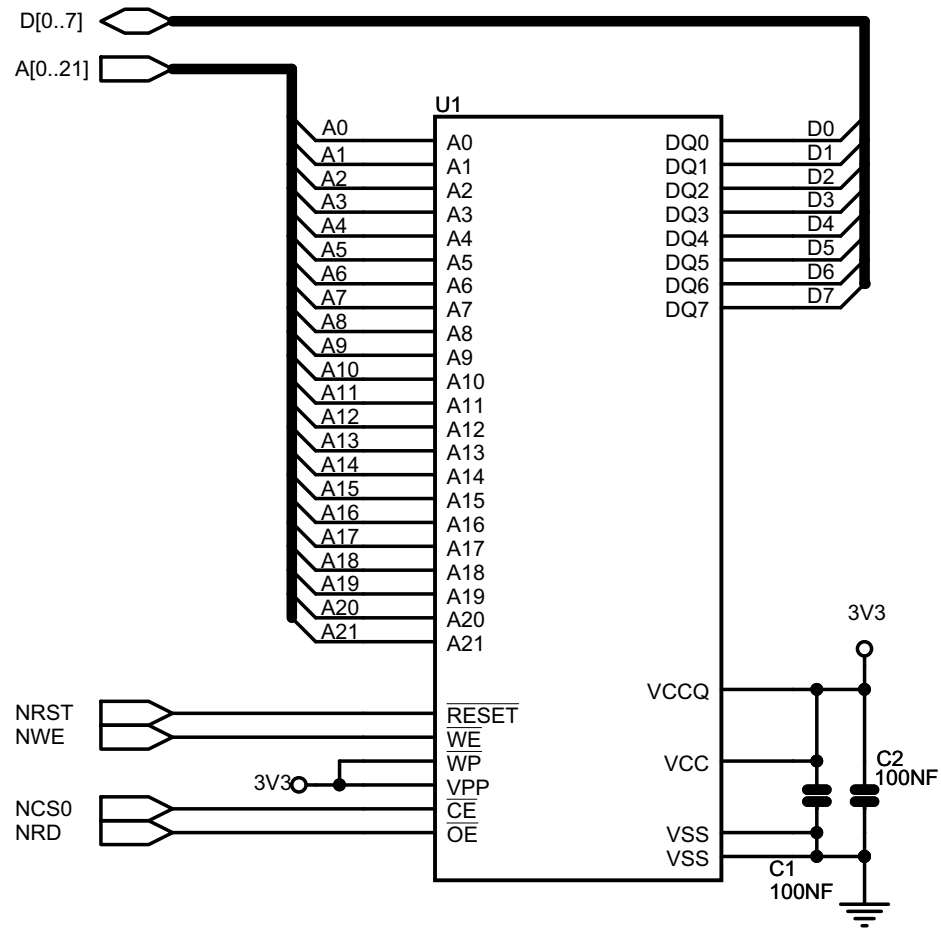 D[0..7]
A[0..21]
U1
A0 A0 DQ0 D0
A1 A1 DQ1 D1
A2 A2 DQ2 D2
A3 A3 DQ3 D3
A4 A4 DQ4 D4
A5 A5 DQ5 D5
A6 A6 DQ6 D6
A7 A7 DQ7 D7
A8 A8
A9 A9
A10 A10
A11 A11
A12 A12
A13 A13
A14 A14
A15 A15
A16 A16
A17 A17
A18 A18
A19 A19
A20 A20
A21 A21
3V3
VCCQ
NRST RESET
NWE WE
WP VCC
3V3 VPP
NCS0 CE
NRD OE
C2
100NF
VSS
VSS
C1
100NF